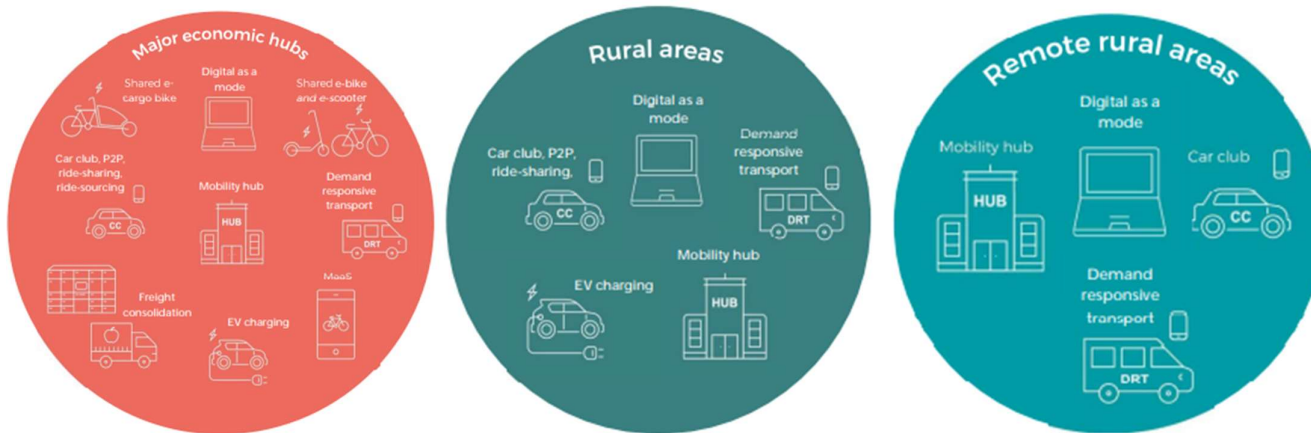 Major economic hubs
Shared e-
cargo bike
Digital as a
mode
Shared e-bike
and e-scooter
Car club, P2P,
ride-sharing,
ride-sourcing
CC
Mobility hub
HUB
Demand
responsive
transport
DRT
Freight
consolidation
EV charging
MaaS
Rural areas
Digital as a
mode
Car club, P2P,
ride-sharing,
CC
Demand
responsive
transport
DRT
EV charging
Mobility hub
HUB
Remote rural areas
Digital as a
mode
Mobility hub
HUB
Car club
CC
Demand
responsive
transport
DRT